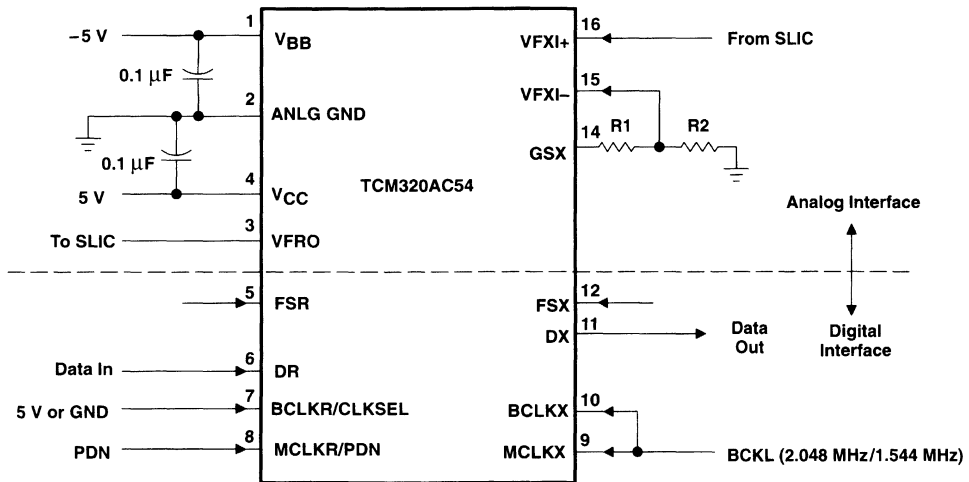 –5 V
0.1 μF
0.1 μF
5 V
To SLIC
1
VBB
2
ANLG GND
4
VCC
3
VFRO
TCM320AC54
16
VFXI+
From SLIC
15
VFXI–
14
GSX
R1
R2
Analog Interface
5
FSR
12
FSX
11
DX
Data
Out
Digital
Interface
Data In
6
DR
5 V or GND
7
BCLKR/CLKSEL
PDN
8
MCLKR/PDN
10
BCLKX
9
MCLKX
BCKL (2.048 MHz/1.544 MHz)